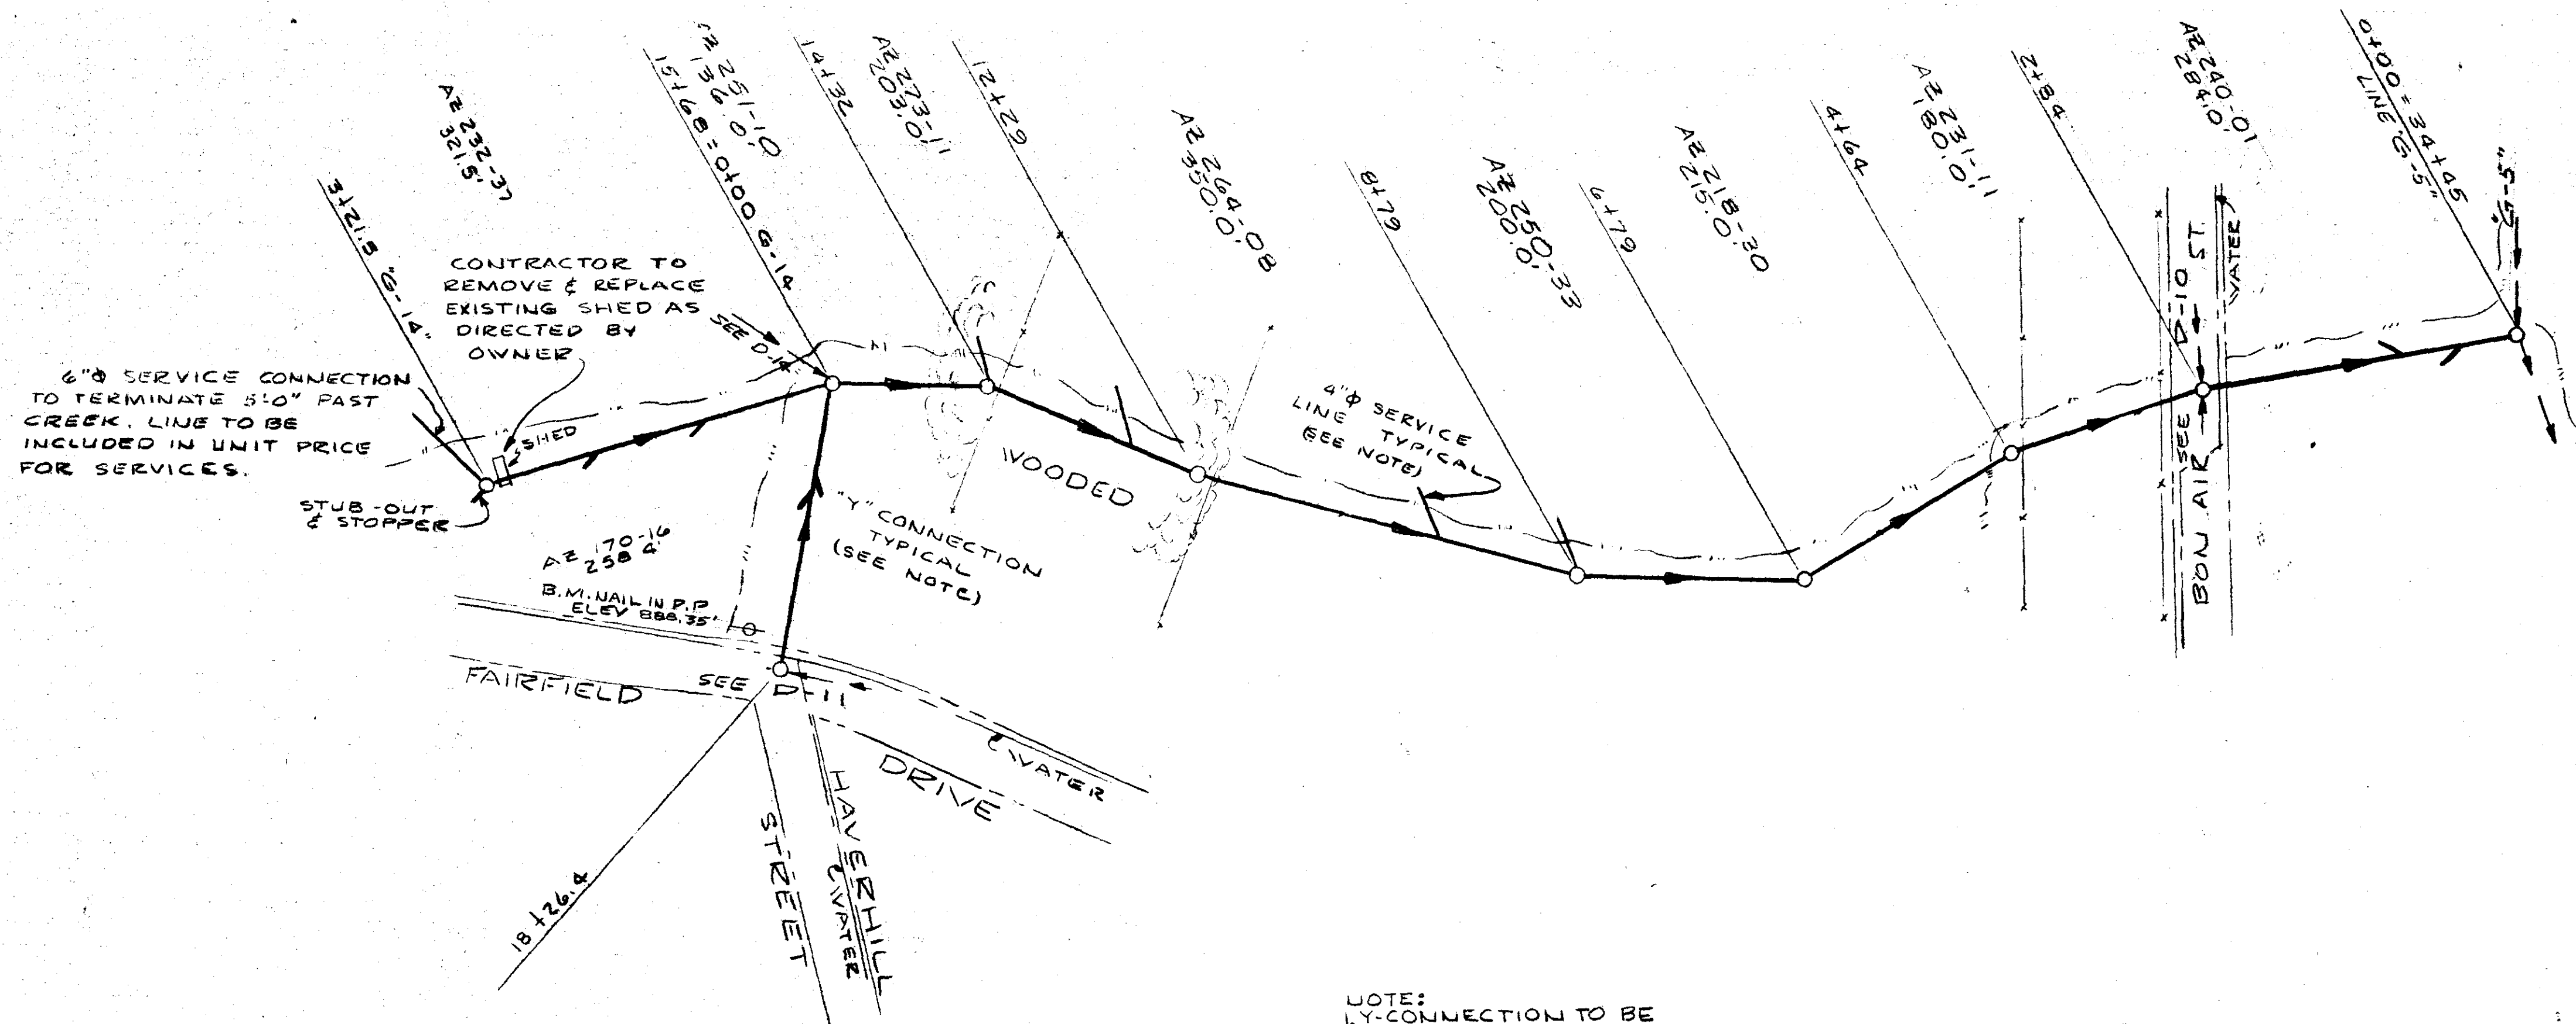 3+21.5 "G-14"
AZ 232-37
321.5'
15+68 = 0+00 G-14
AZ 251-10
136.0'
14+32
AZ 273-11
203.0'
12+29
AZ 264-08
350.0'
8+79
AZ 250-33
200.0'
6+79
AZ 218-30
215.0'
4+64
AZ 231-11
180.0'
2+84
AZ 240-01
284.0'
0+00 = 34+45
LINE "G-5"
"G-5"
CONTRACTOR TO
REMOVE & REPLACE
EXISTING SHED AS
DIRECTED BY
OWNER
SEE D-14
6"Φ SERVICE CONNECTION
TO TERMINATE 5'0" PAST
CREEK. LINE TO BE
INCLUDED IN UNIT PRICE
FOR SERVICES.
SHED
STUB-OUT
& STOPPER
WOODED
4"Φ SERVICE
LINE TYPICAL
(SEE NOTE)
"Y" CONNECTION
TYPICAL
(SEE NOTE)
AZ 170-16
258.4'
B.M. NAIL IN P.P.
ELEV 888.35'
FAIRFIELD
SEE D-11
DRIVE
WATER
HAVERHILL
STREET
WATER
18+26.4
BON AIR ST.
SEE D-10
WATER
NOTE:
1. Y-CONNECTION TO BE